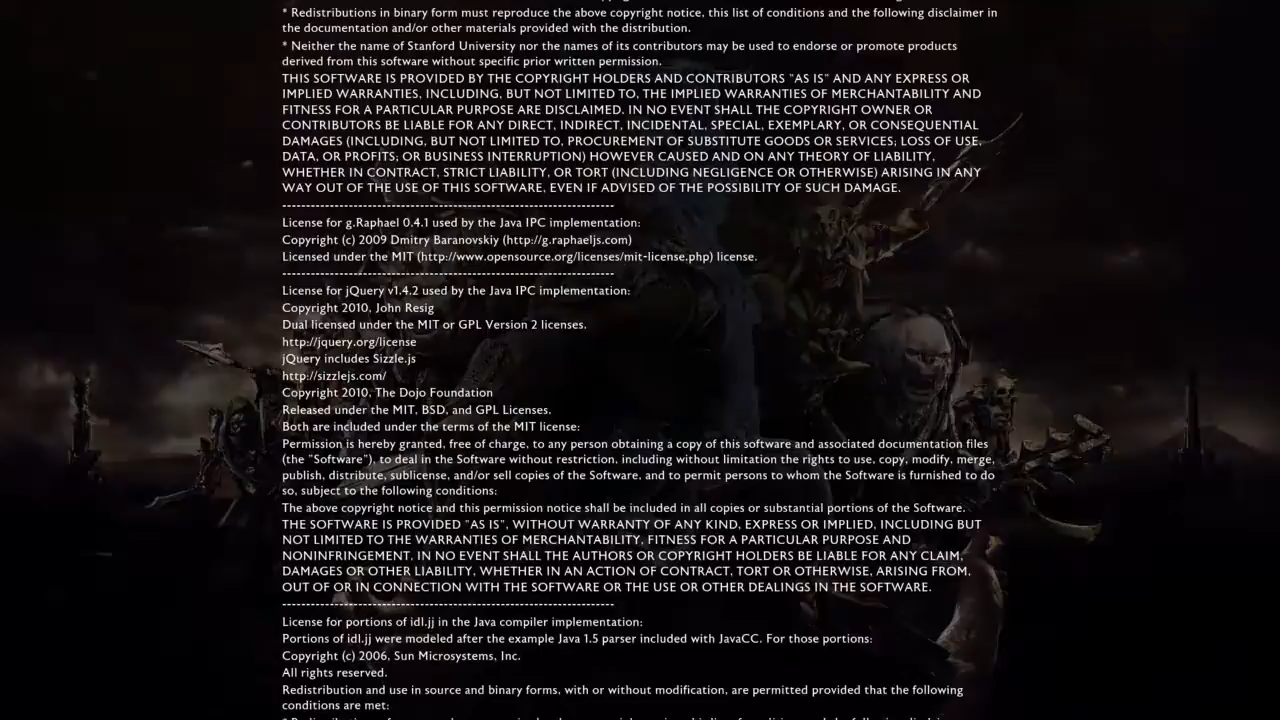 * Redistributions in binary form must reproduce the above copyright notice, this list of conditions and the following disclaimer in
the documentation and/or other materials provided with the distribution.
* Neither the name of Stanford University nor the names of its contributors may be used to endorse or promote products
derived from this software without specific prior written permission.
THIS SOFTWARE IS PROVIDED BY THE COPYRIGHT HOLDERS AND CONTRIBUTORS "AS IS" AND ANY EXPRESS OR
IMPLIED WARRANTIES, INCLUDING, BUT NOT LIMITED TO, THE IMPLIED WARRANTIES OF MERCHANTABILITY AND
FITNESS FOR A PARTICULAR PURPOSE ARE DISCLAIMED. IN NO EVENT SHALL THE COPYRIGHT OWNER OR
CONTRIBUTORS BE LIABLE FOR ANY DIRECT, INDIRECT, INCIDENTAL, SPECIAL, EXEMPLARY, OR CONSEQUENTIAL
DAMAGES (INCLUDING, BUT NOT LIMITED TO, PROCUREMENT OF SUBSTITUTE GOODS OR SERVICES; LOSS OF USE,
DATA, OR PROFITS; OR BUSINESS INTERRUPTION) HOWEVER CAUSED AND ON ANY THEORY OF LIABILITY,
WHETHER IN CONTRACT, STRICT LIABILITY, OR TORT (INCLUDING NEGLIGENCE OR OTHERWISE) ARISING IN ANY
WAY OUT OF THE USE OF THIS SOFTWARE, EVEN IF ADVISED OF THE POSSIBILITY OF SUCH DAMAGE.
----------------------------------------------------------------------
License for g.Raphael 0.4.1 used by the Java IPC implementation:
Copyright (c) 2009 Dmitry Baranovskiy (http://g.raphaeljs.com)
Licensed under the MIT (http://www.opensource.org/licenses/mit-license.php) license.
----------------------------------------------------------------------
License for jQuery v1.4.2 used by the Java IPC implementation:
Copyright 2010, John Resig
Dual licensed under the MIT or GPL Version 2 licenses.
http://jquery.org/license
jQuery includes Sizzle.js
http://sizzlejs.com/
Copyright 2010, The Dojo Foundation
Released under the MIT, BSD, and GPL Licenses.
Both are included under the terms of the MIT license:
Permission is hereby granted, free of charge, to any person obtaining a copy of this software and associated documentation files
(the "Software"), to deal in the Software without restriction, including without limitation the rights to use, copy, modify, merge,
publish, distribute, sublicense, and/or sell copies of the Software, and to permit persons to whom the Software is furnished to do
so, subject to the following conditions:
The above copyright notice and this permission notice shall be included in all copies or substantial portions of the Software.
THE SOFTWARE IS PROVIDED "AS IS", WITHOUT WARRANTY OF ANY KIND, EXPRESS OR IMPLIED, INCLUDING BUT
NOT LIMITED TO THE WARRANTIES OF MERCHANTABILITY, FITNESS FOR A PARTICULAR PURPOSE AND
NONINFRINGEMENT. IN NO EVENT SHALL THE AUTHORS OR COPYRIGHT HOLDERS BE LIABLE FOR ANY CLAIM,
DAMAGES OR OTHER LIABILITY, WHETHER IN AN ACTION OF CONTRACT, TORT OR OTHERWISE, ARISING FROM,
OUT OF OR IN CONNECTION WITH THE SOFTWARE OR THE USE OR OTHER DEALINGS IN THE SOFTWARE.
----------------------------------------------------------------------
License for portions of idl.jj in the Java compiler implementation:
Portions of idl.jj were modeled after the example Java 1.5 parser included with JavaCC. For those portions:
Copyright (c) 2006, Sun Microsystems, Inc.
All rights reserved.
Redistribution and use in source and binary forms, with or without modification, are permitted provided that the following
conditions are met: